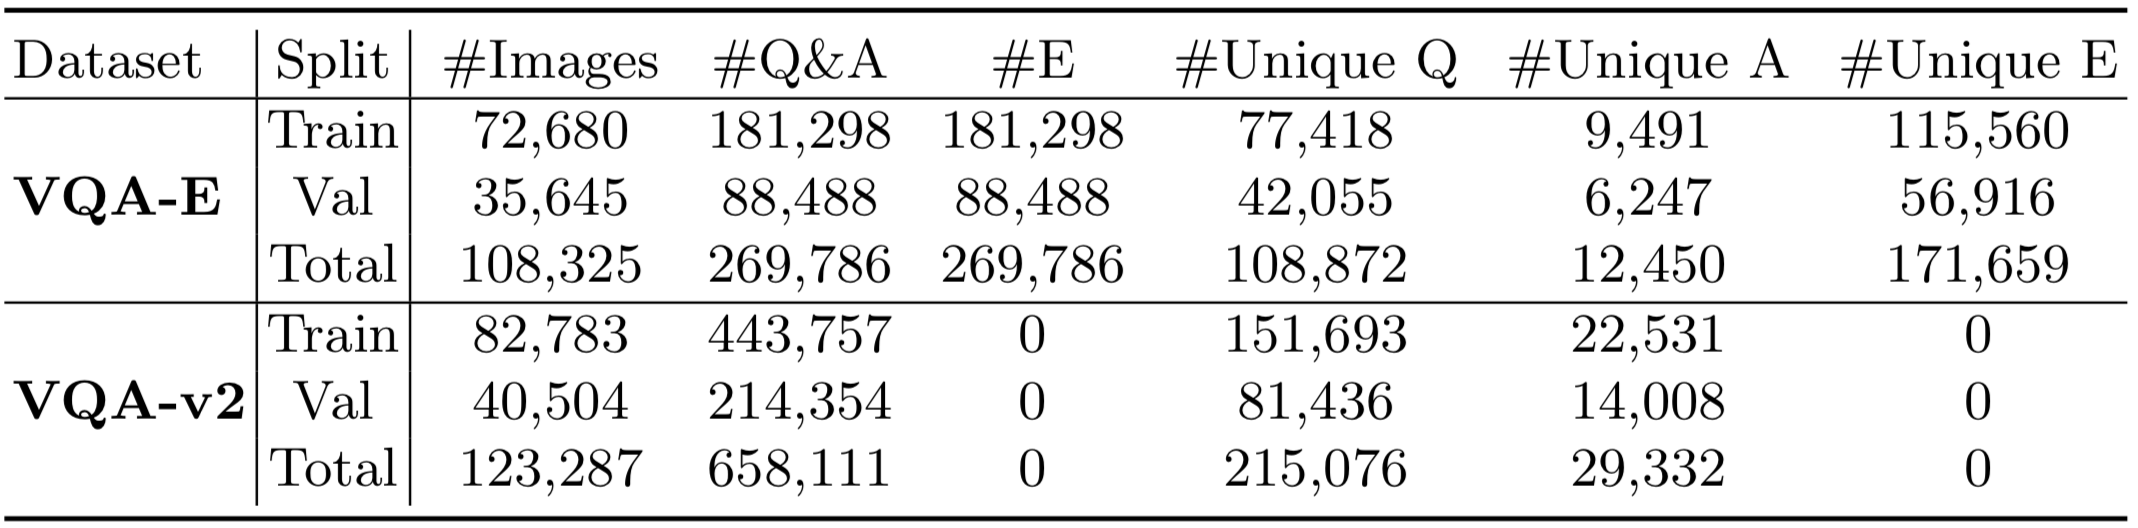 Dataset Split #Images #Q&A #E #Unique Q #Unique A #Unique E
Train 72,680 181,298 181,298 77,418 9,491 115,560
VQA-E Val 35,645 88,488 88,488 42,055 6,247 56,916
Total 108,325 269,786 269,786 108,872 12,450 171,659
Train 82,783 443,757 0 151,693 22,531 0
VQA-v2 Val 40,504 214,354 0 81,436 14,008 0
Total 123,287 658,111 0 215,076 29,332 0